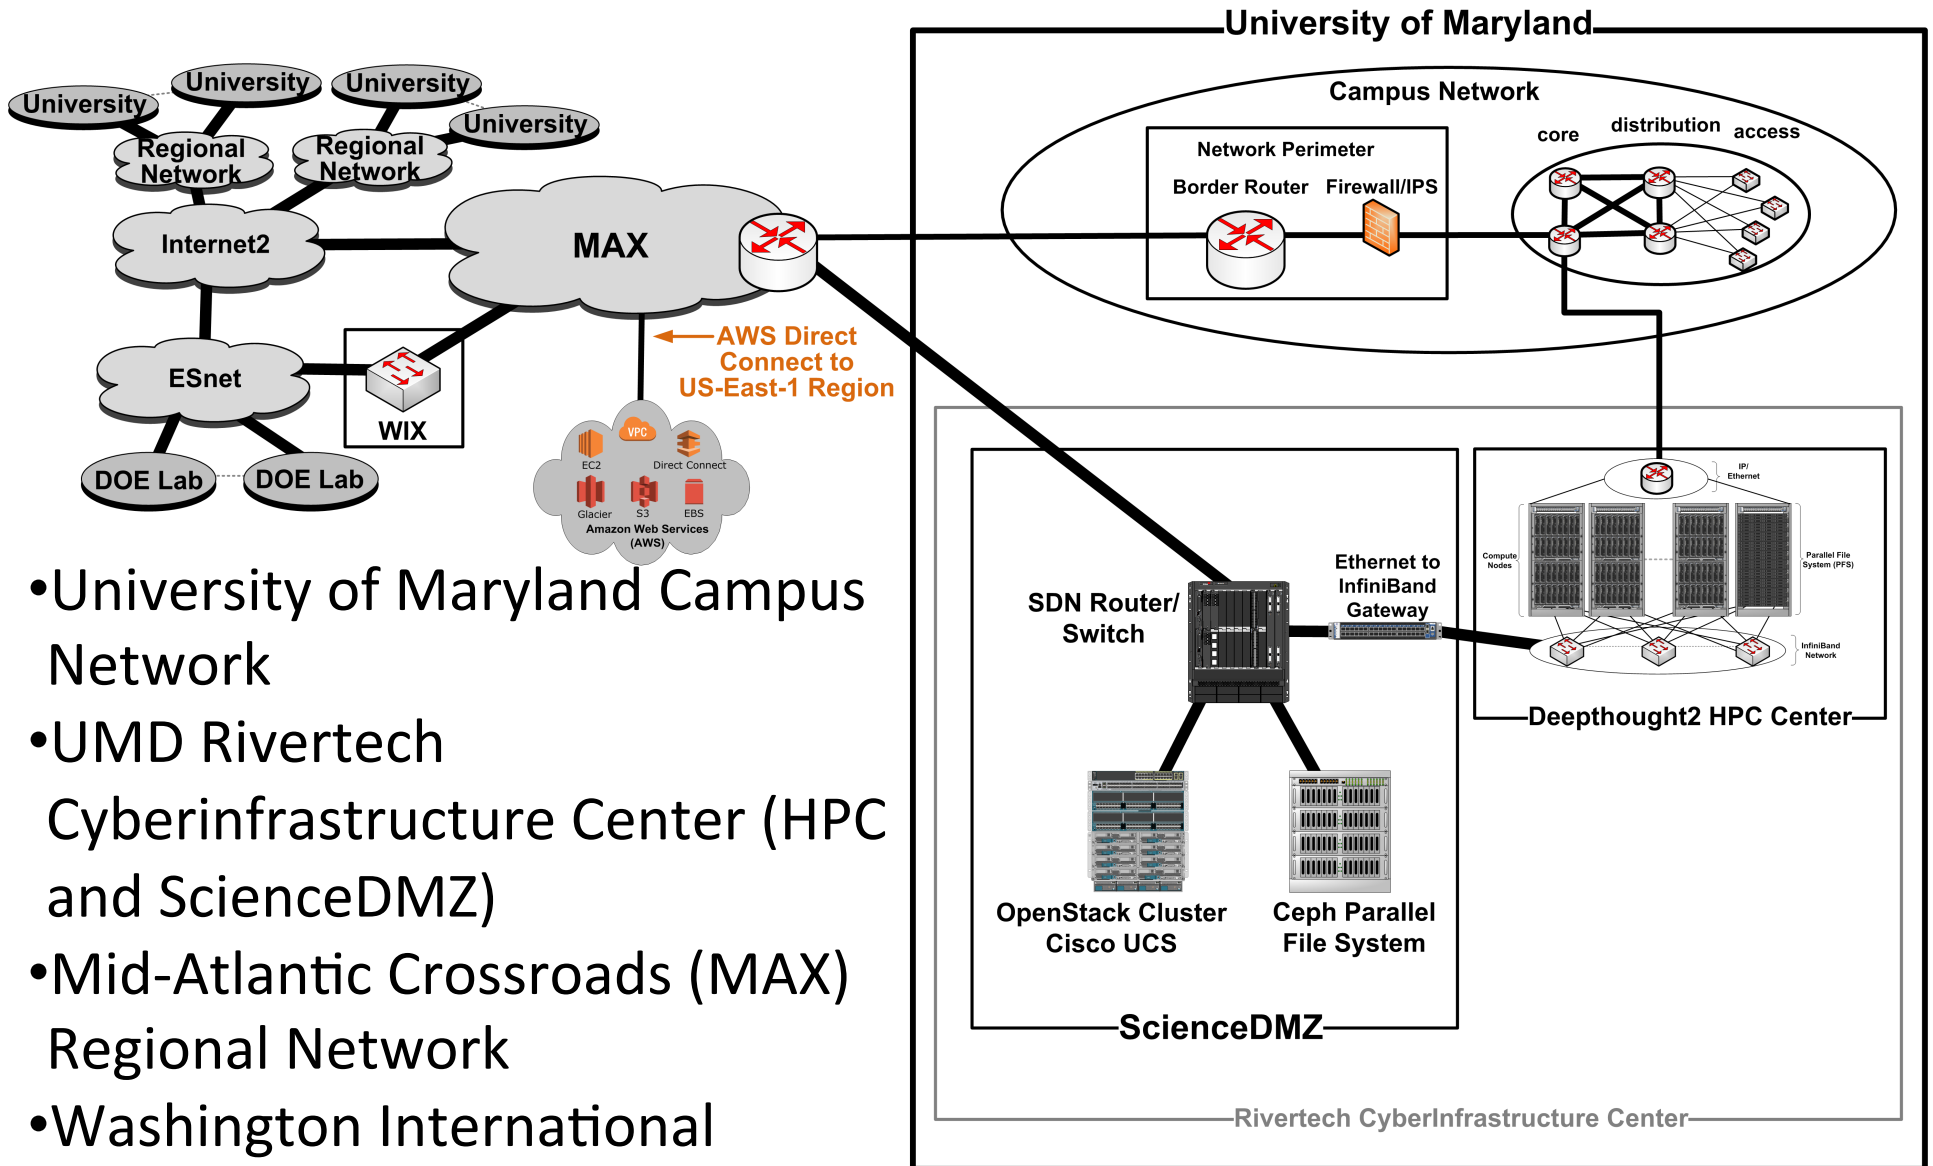 University of Maryland
University
University
University
University
Regional
Network
Regional
Network
Internet2
MAX
ESnet
WIX
DOE Lab
DOE Lab
AWS Direct
Connect to
US-East-1 Region
VPC
EC2
Direct Connect
Glacier
S3
EBS
Amazon Web Services
(AWS)
Campus Network
core
distribution
access
Network Perimeter
Border Router
Firewall/IPS
IP/
Ethernet
Compute
Nodes
Parallel File
System (PFS)
InfiniBand
Network
Deepthought2 HPC Center
Ethernet to
InfiniBand
Gateway
SDN Router/
Switch
OpenStack Cluster
Cisco UCS
Ceph Parallel
File System
ScienceDMZ
Rivertech CyberInfrastructure Center
•University of Maryland Campus
Network
•UMD Rivertech
Cyberinfrastructure Center (HPC
and ScienceDMZ)
•Mid-Atlantic Crossroads (MAX)
Regional Network
•Washington International